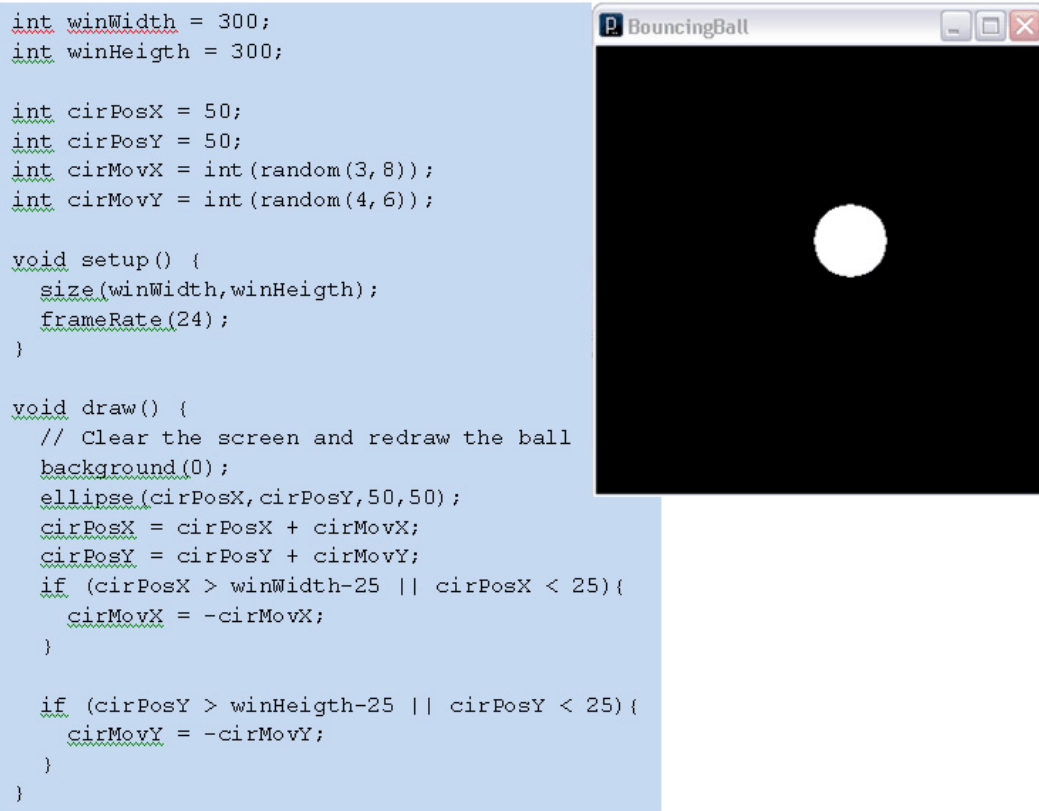 int winWidth = 300;
int winHeigth = 300;

int cirPosX = 50;
int cirPosY = 50;
int cirMovX = int(random(3,8));
int cirMovY = int(random(4,6));

void setup() {
  size(winWidth,winHeigth);
  frameRate(24);
}

void draw() {
  // Clear the screen and redraw the ball
  background(0);
  ellipse(cirPosX,cirPosY,50,50);
  cirPosX = cirPosX + cirMovX;
  cirPosY = cirPosY + cirMovY;
  if (cirPosX > winWidth-25 || cirPosX < 25){
    cirMovX = -cirMovX;
  }

  if (cirPosY > winHeigth-25 || cirPosY < 25){
    cirMovY = -cirMovY;
  }
}
BouncingBall